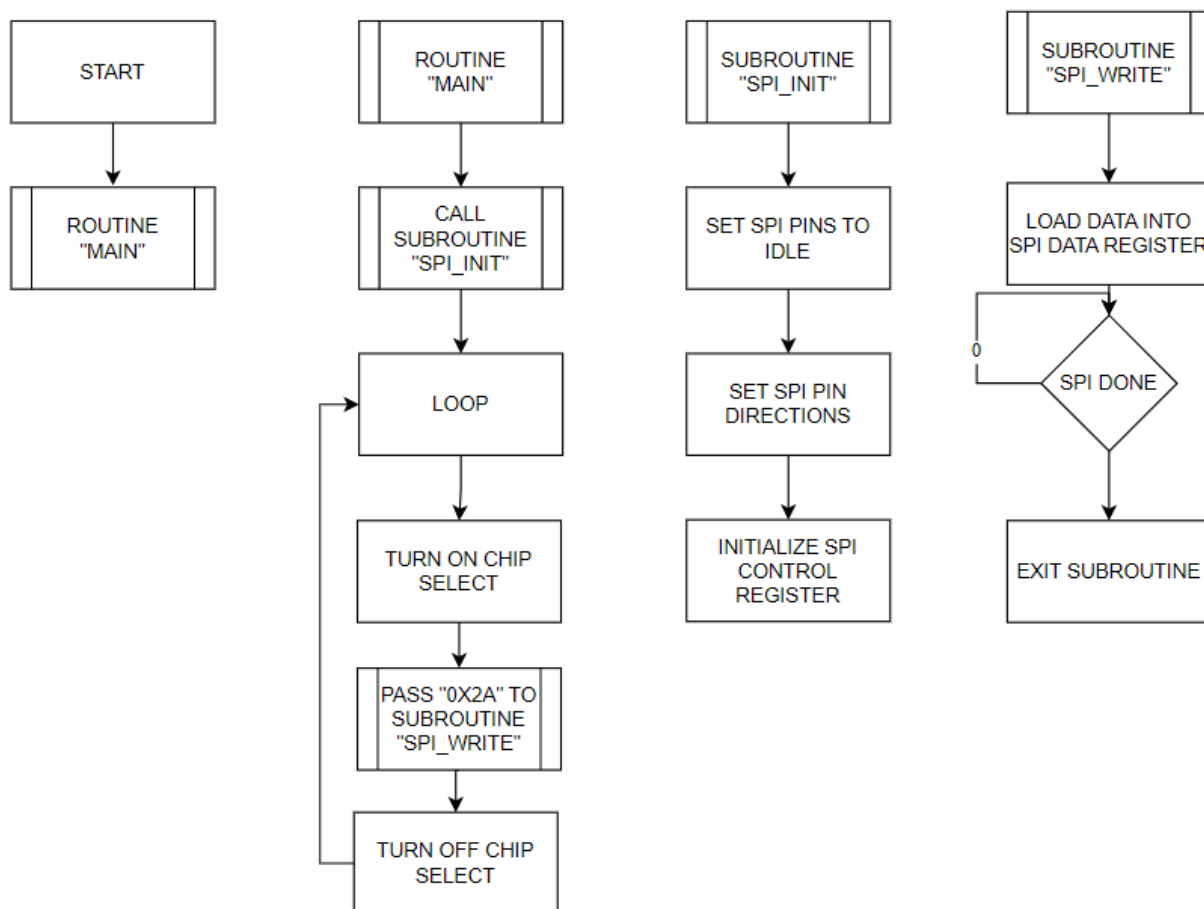 START
ROUTINE
"MAIN"
ROUTINE
"MAIN"
CALL
SUBROUTINE
"SPI_INIT"
LOOP
TURN ON CHIP
SELECT
PASS "0X2A" TO
SUBROUTINE
"SPI_WRITE"
TURN OFF CHIP
SELECT
SUBROUTINE
"SPI_INIT"
SET SPI PINS TO
IDLE
SET SPI PIN
DIRECTIONS
INITIALIZE SPI
CONTROL
REGISTER
SUBROUTINE
"SPI_WRITE"
LOAD DATA INTO
SPI DATA REGISTER
0
SPI DONE
EXIT SUBROUTINE